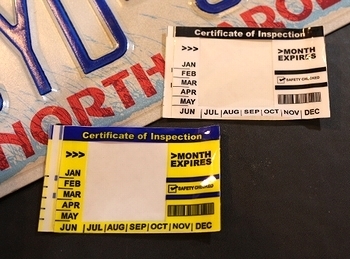 YD
NORTH CAROL
Certificate of Inspection
>>>
>MONTH
EXPIRES
JAN
FEB
MAR
APR
MAY
SAFETY CHECKED
JUN |JUL|AUG|SEP|OCT|NOV|DEC
Certificate of Inspection
>>>
>MONTH
EXPIRES
JAN
FEB
MAR
APR
MAY
SAFETY CHECKED
JUN |JUL|AUG|SEP|OCT|NOV|DEC